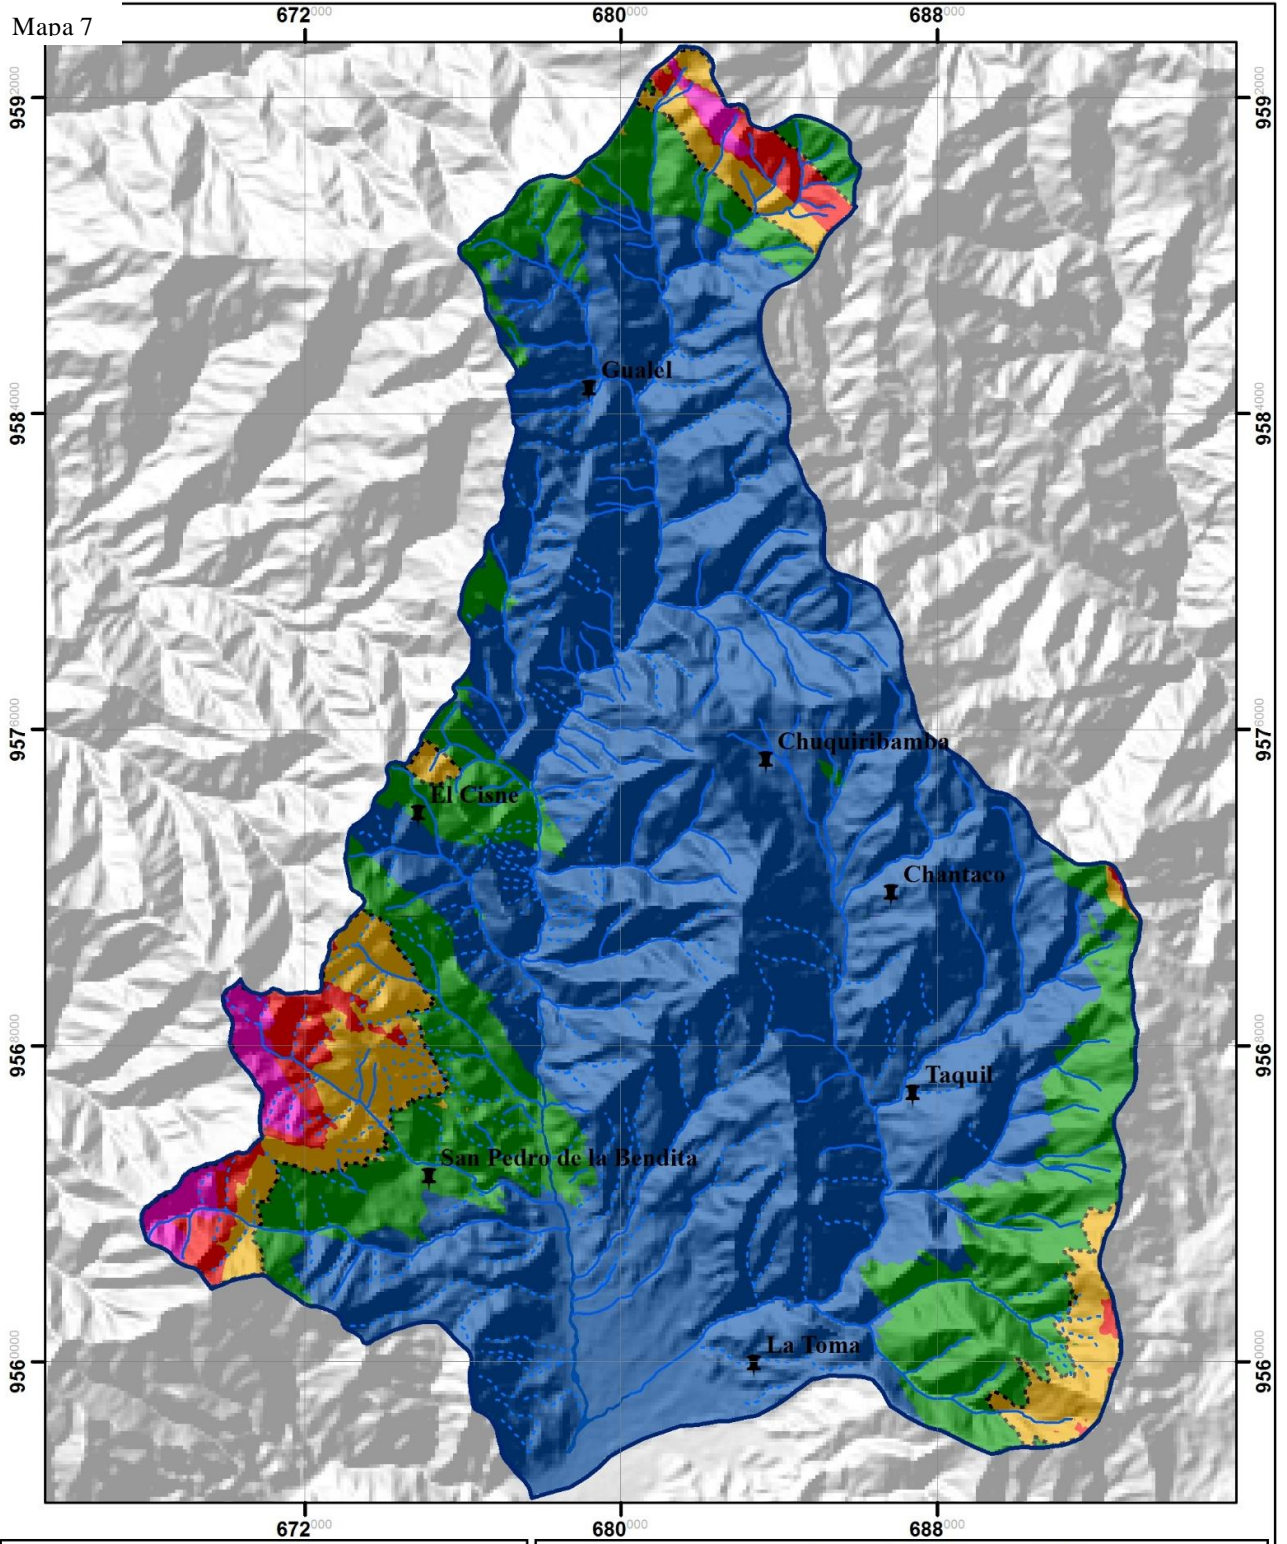 Mapa 7
672000 680000 688000
9592000 9592000
Gualel
9584000 9584000
9576000 9576000
Chuquiribamba
El Cisne
Chantaco
9568000 9568000
Taquil
San Pedro de la Bendita
La Toma
9560000 9560000
672000 680000 688000